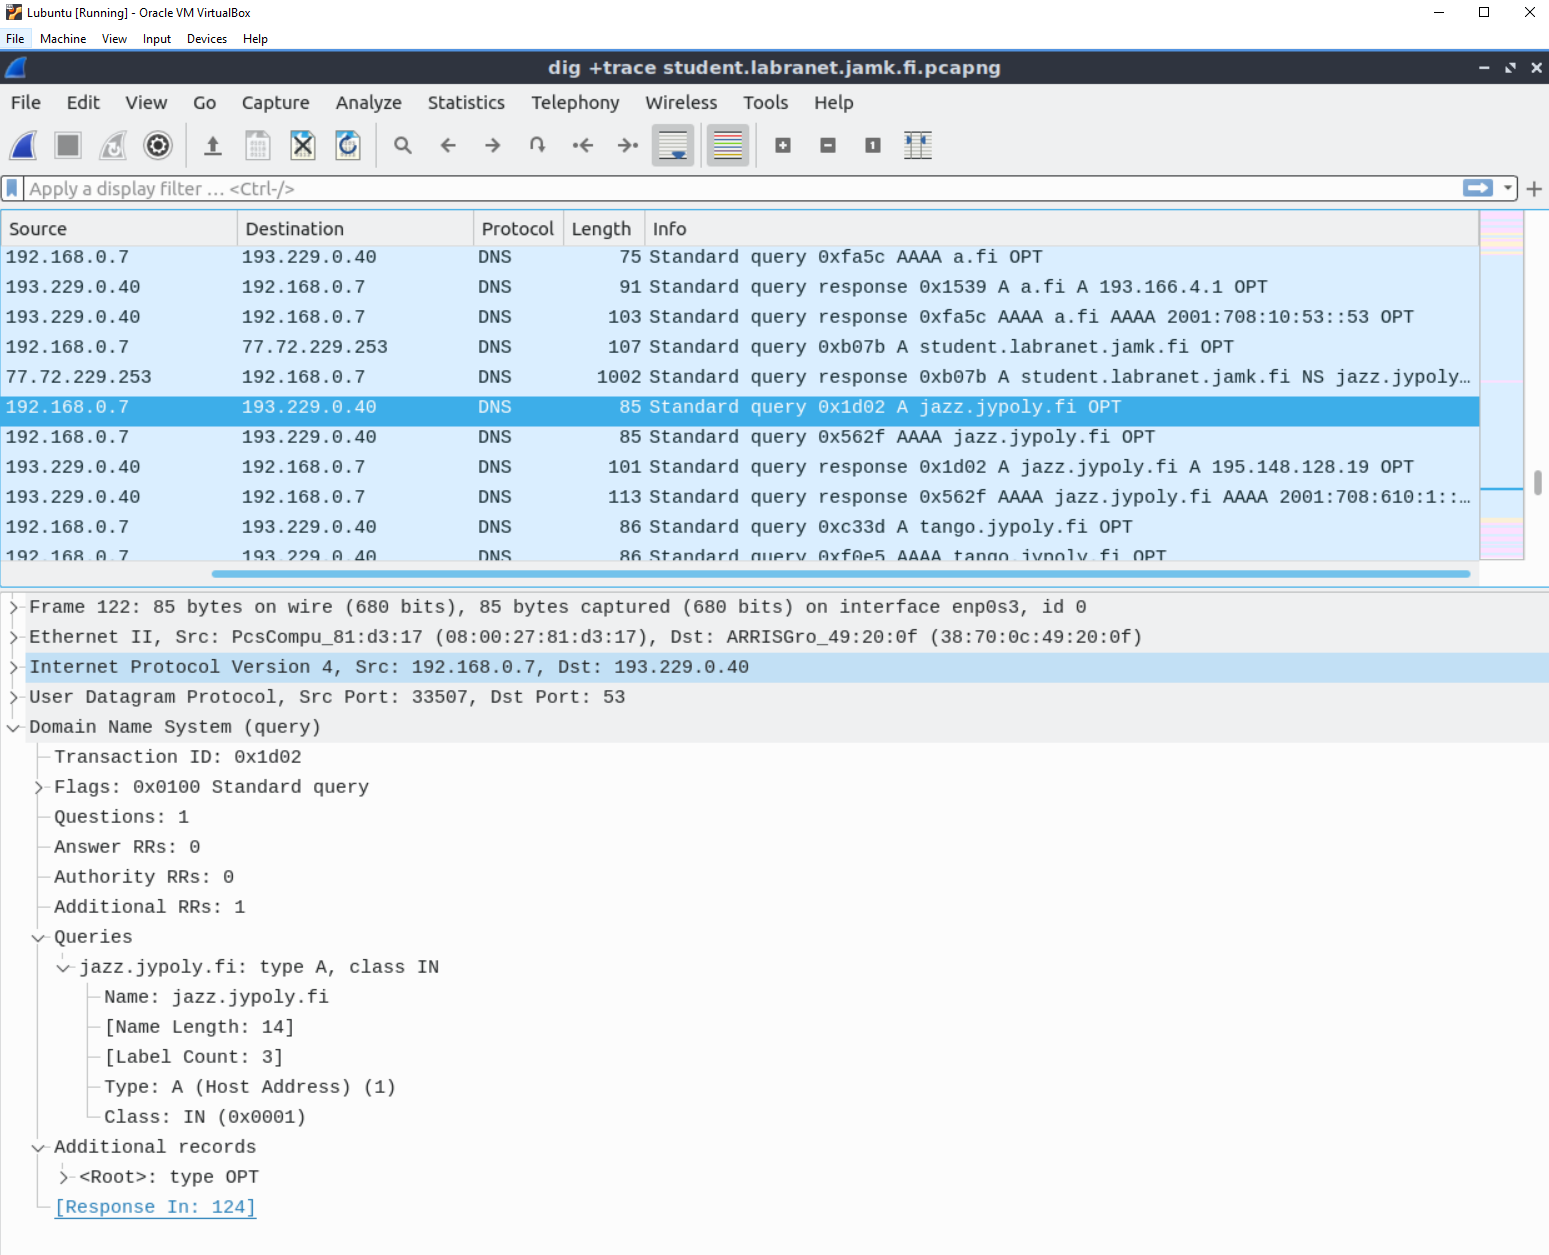 Lubuntu [Running] - Oracle VM VirtualBox
File Machine View Input Devices Help
dig +trace student.labranet.jamk.fi.pcapng
File Edit View Go Capture Analyze Statistics Telephony Wireless Tools Help
Apply a display filter … <Ctrl-/>
Source Destination Protocol Length Info
192.168.0.7 193.229.0.40 DNS 75 Standard query 0xfa5c AAAA a.fi OPT
193.229.0.40 192.168.0.7 DNS 91 Standard query response 0x1539 A a.fi A 193.166.4.1 OPT
193.229.0.40 192.168.0.7 DNS 103 Standard query response 0xfa5c AAAA a.fi AAAA 2001:708:10:53::53 OPT
192.168.0.7 77.72.229.253 DNS 107 Standard query 0xb07b A student.labranet.jamk.fi OPT
77.72.229.253 192.168.0.7 DNS 1002 Standard query response 0xb07b A student.labranet.jamk.fi NS jazz.jypoly…
192.168.0.7 193.229.0.40 DNS 85 Standard query 0x1d02 A jazz.jypoly.fi OPT
192.168.0.7 193.229.0.40 DNS 85 Standard query 0x562f AAAA jazz.jypoly.fi OPT
193.229.0.40 192.168.0.7 DNS 101 Standard query response 0x1d02 A jazz.jypoly.fi A 195.148.128.19 OPT
193.229.0.40 192.168.0.7 DNS 113 Standard query response 0x562f AAAA jazz.jypoly.fi AAAA 2001:708:610:1::…
192.168.0.7 193.229.0.40 DNS 86 Standard query 0xc33d A tango.jypoly.fi OPT
192.168.0.7 193.229.0.40 DNS 86 Standard query 0xf0e5 AAAA tango.jypoly.fi OPT
Frame 122: 85 bytes on wire (680 bits), 85 bytes captured (680 bits) on interface enp0s3, id 0
Ethernet II, Src: PcsCompu_81:d3:17 (08:00:27:81:d3:17), Dst: ARRISGro_49:20:0f (38:70:0c:49:20:0f)
Internet Protocol Version 4, Src: 192.168.0.7, Dst: 193.229.0.40
User Datagram Protocol, Src Port: 33507, Dst Port: 53
Domain Name System (query)
Transaction ID: 0x1d02
Flags: 0x0100 Standard query
Questions: 1
Answer RRs: 0
Authority RRs: 0
Additional RRs: 1
Queries
jazz.jypoly.fi: type A, class IN
Name: jazz.jypoly.fi
[Name Length: 14]
[Label Count: 3]
Type: A (Host Address) (1)
Class: IN (0x0001)
Additional records
<Root>: type OPT
[Response In: 124]